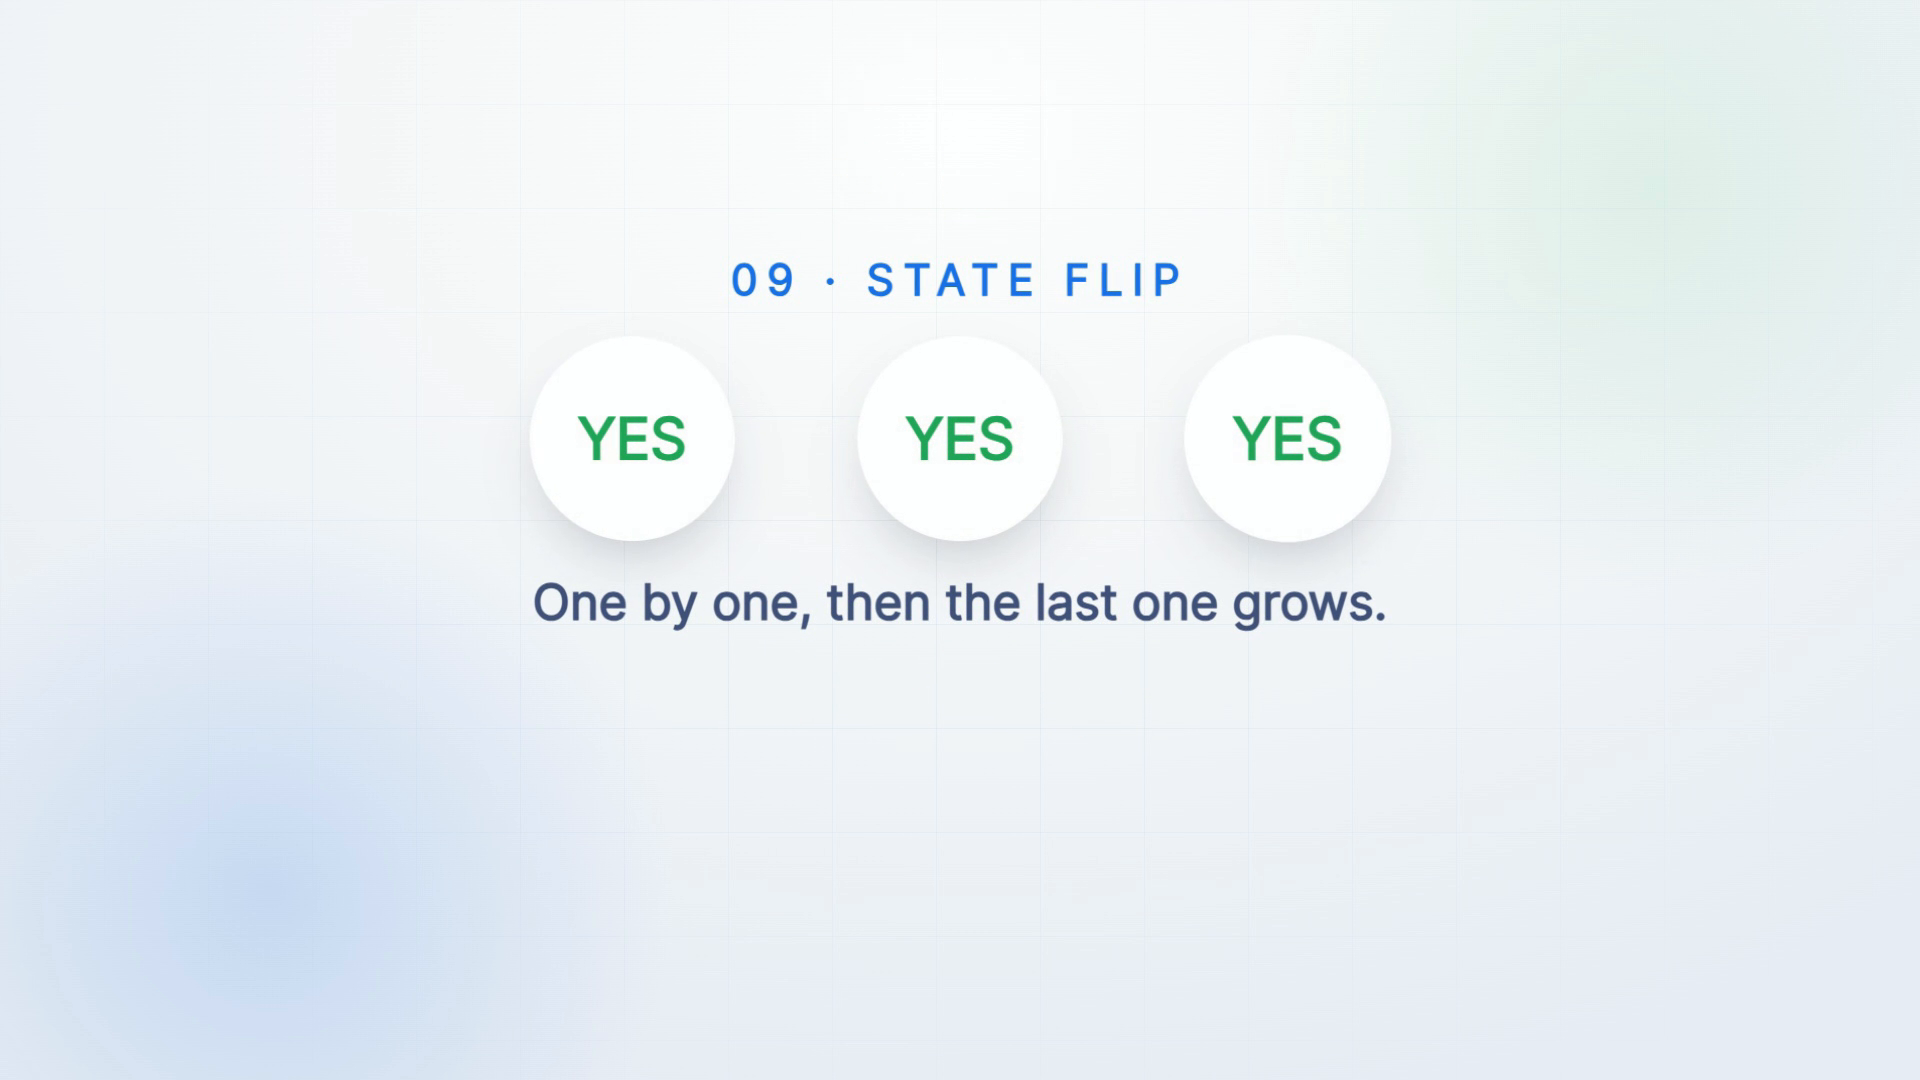 09 · STATE FLIP
YES YES YES
One by one, then the last one grows.